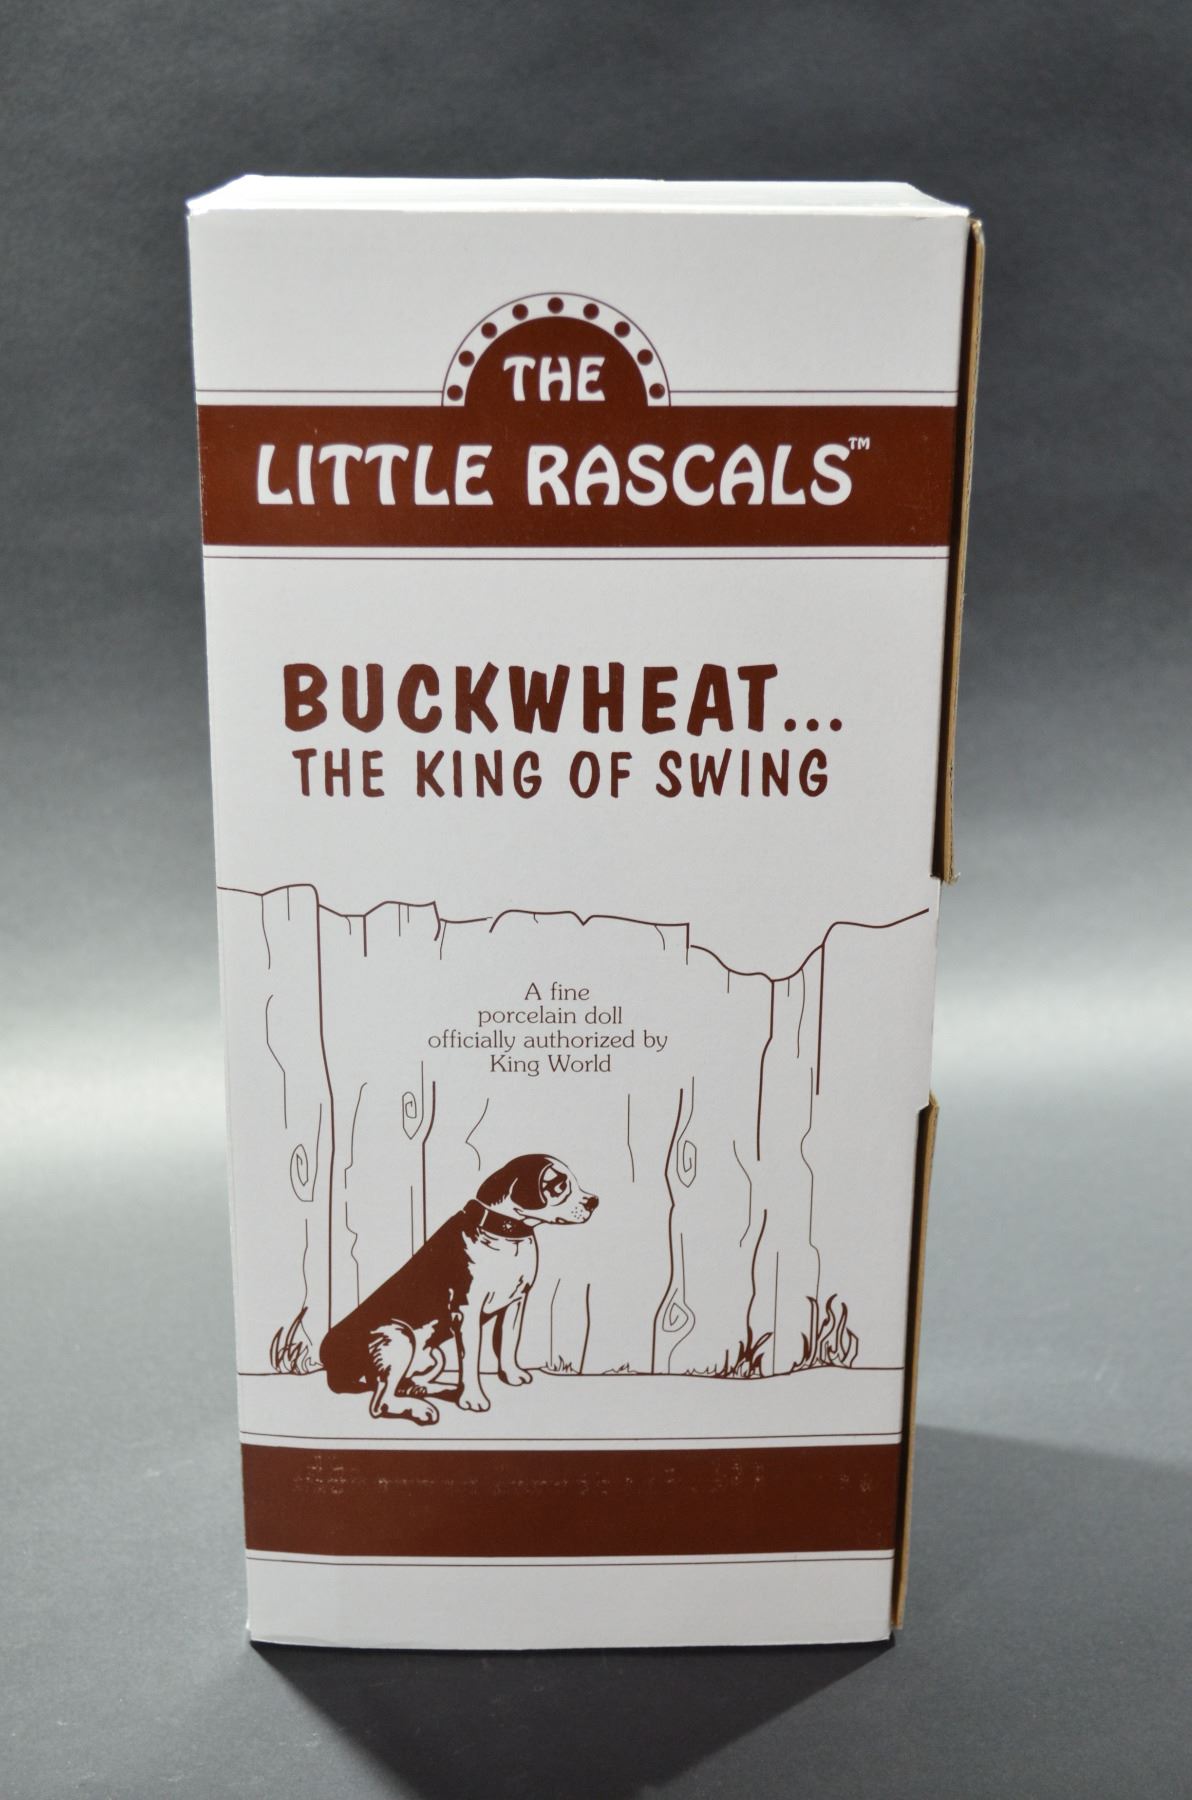 THE
LITTLE RASCALS™
BUCKWHEAT...
THE KING OF SWING
A fine
porcelain doll
officially authorized by
King World